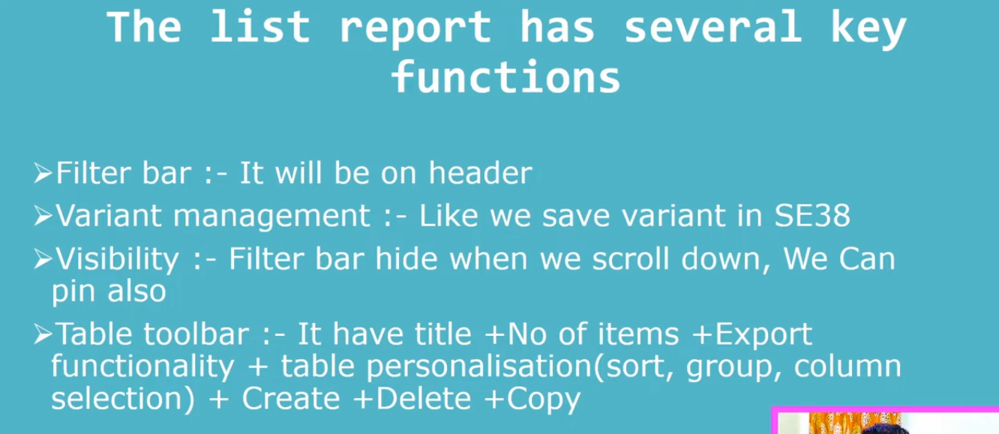 The list report has several key
functions
➢Filter bar :- It will be on header
➢Variant management :- Like we save variant in SE38
➢Visibility :- Filter bar hide when we scroll down, We Can
pin also
➢Table toolbar :- It have title +No of items +Export
functionality + table personalisation(sort, group, column
selection) + Create +Delete +Copy